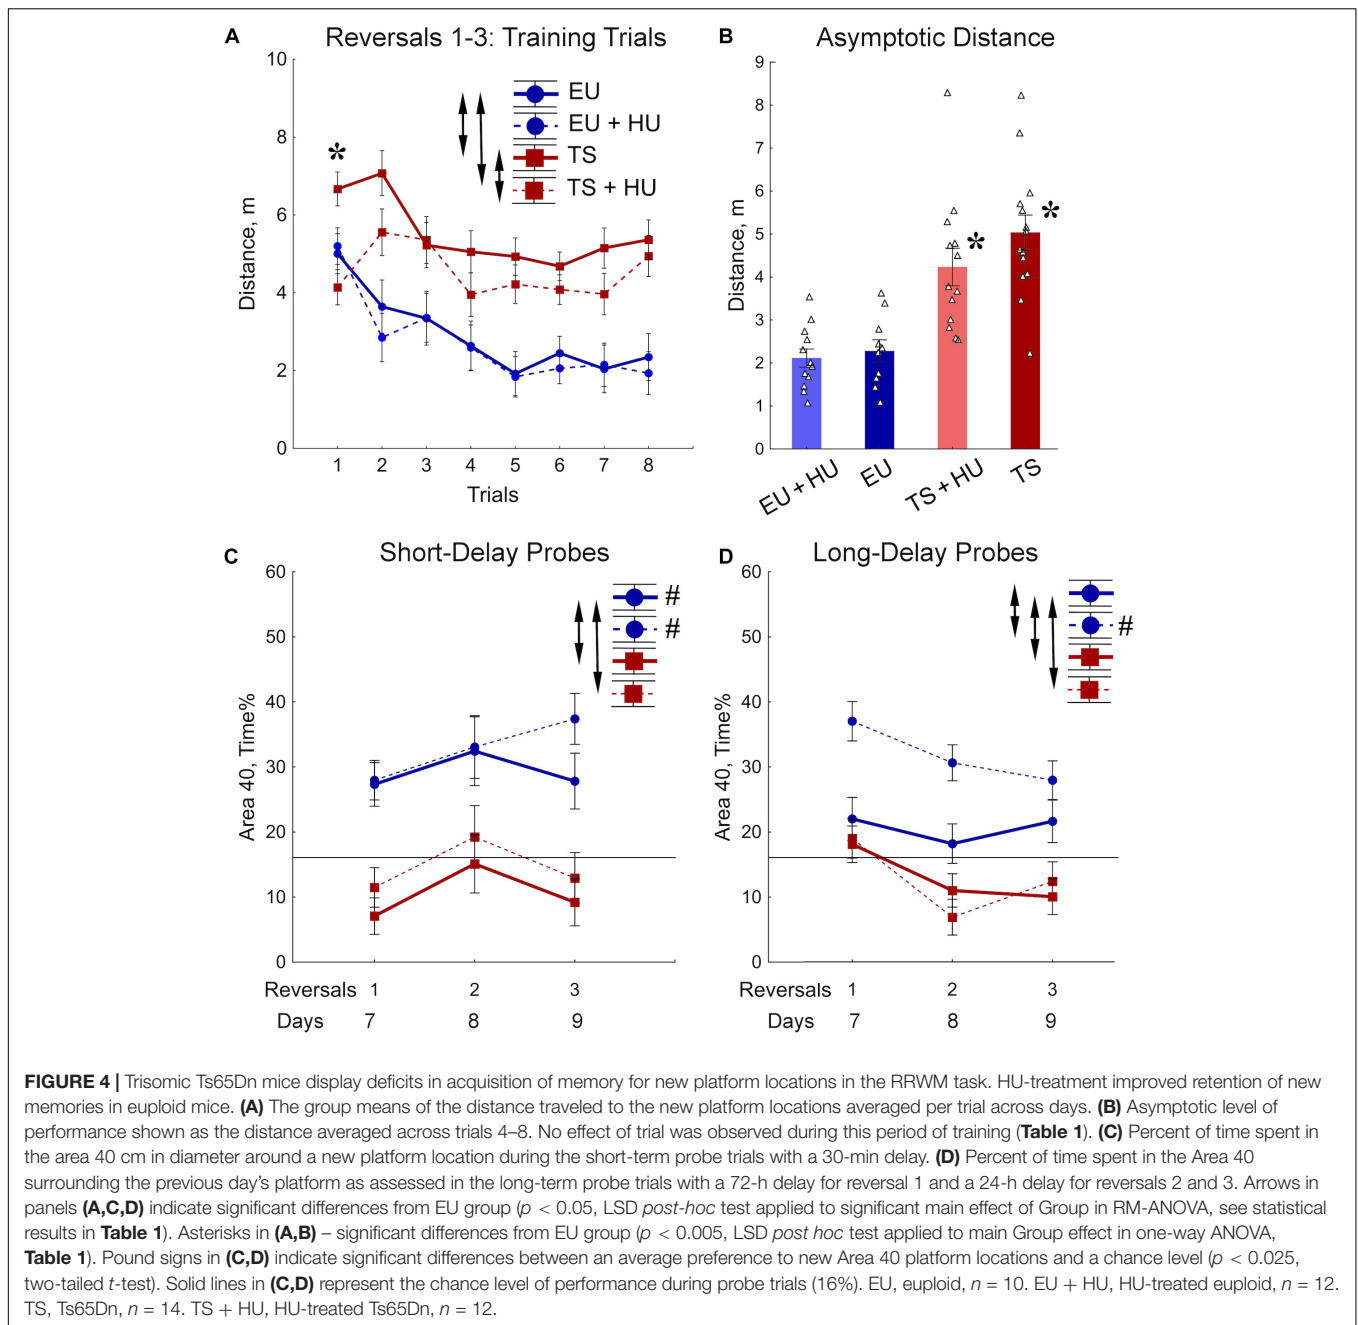 A Reversals 1-3: Training Trials
10
8
6
4
2
0
Distance, m
EU
EU + HU
TS
TS + HU
*
1 2 3 4 5 6 7 8
Trials
B Asymptotic Distance
9
8
7
6
5
4
3
2
1
0
Distance, m
*
*
EU + HU EU TS + HU TS
C Short-Delay Probes
60
50
40
30
20
10
0
Area 40, Time%
#
#
Reversals 1 2 3
Days 7 8 9
D Long-Delay Probes
60
50
40
30
20
10
0
Area 40, Time%
#
Reversals 1 2 3
Days 7 8 9
FIGURE 4 | Trisomic Ts65Dn mice display deficits in acquisition of memory for new platform locations in the RRWM task. HU-treatment improved retention of new
memories in euploid mice. (A) The group means of the distance traveled to the new platform locations averaged per trial across days. (B) Asymptotic level of
performance shown as the distance averaged across trials 4–8. No effect of trial was observed during this period of training (Table 1). (C) Percent of time spent in
the area 40 cm in diameter around a new platform location during the short-term probe trials with a 30-min delay. (D) Percent of time spent in the Area 40
surrounding the previous day's platform as assessed in the long-term probe trials with a 72-h delay for reversal 1 and a 24-h delay for reversals 2 and 3. Arrows in
panels (A,C,D) indicate significant differences from EU group (p < 0.05, LSD post-hoc test applied to significant main effect of Group in RM-ANOVA, see statistical
results in Table 1). Asterisks in (A,B) – significant differences from EU group (p < 0.005, LSD post hoc test applied to main Group effect in one-way ANOVA,
Table 1). Pound signs in (C,D) indicate significant differences between an average preference to new Area 40 platform locations and a chance level (p < 0.025,
two-tailed t-test). Solid lines in (C,D) represent the chance level of performance during probe trials (16%). EU, euploid, n = 10. EU + HU, HU-treated euploid, n = 12.
TS, Ts65Dn, n = 14. TS + HU, HU-treated Ts65Dn, n = 12.